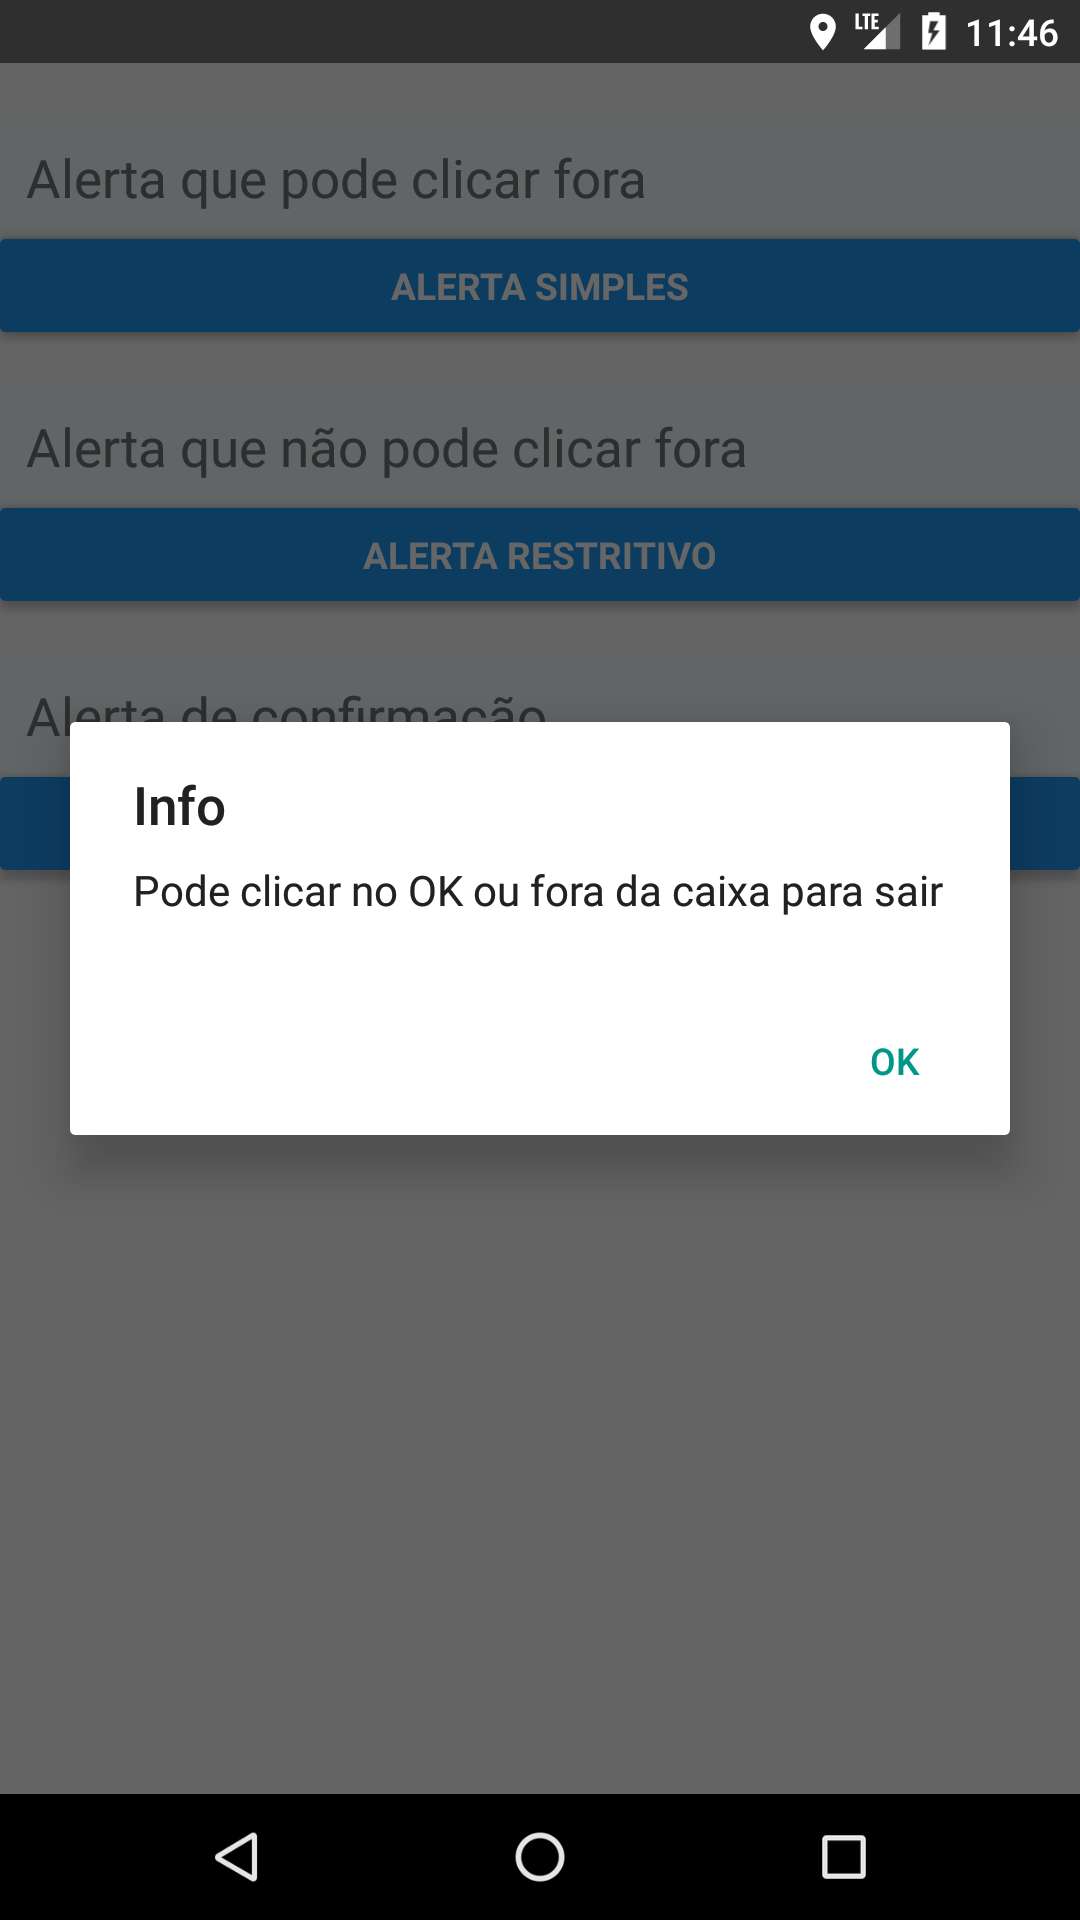 LTE 11:46
Alerta que pode clicar fora
ALERTA SIMPLES
Alerta que não pode clicar fora
ALERTA RESTRITIVO
Alerta de confirmação
Info
Pode clicar no OK ou fora da caixa para sair
OK